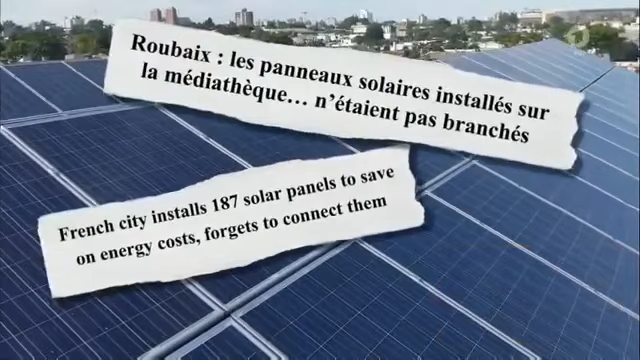 Roubaix : les panneaux solaires installés sur
la médiathèque... n'étaient pas branchés
French city installs 187 solar panels to save
on energy costs, forgets to connect them